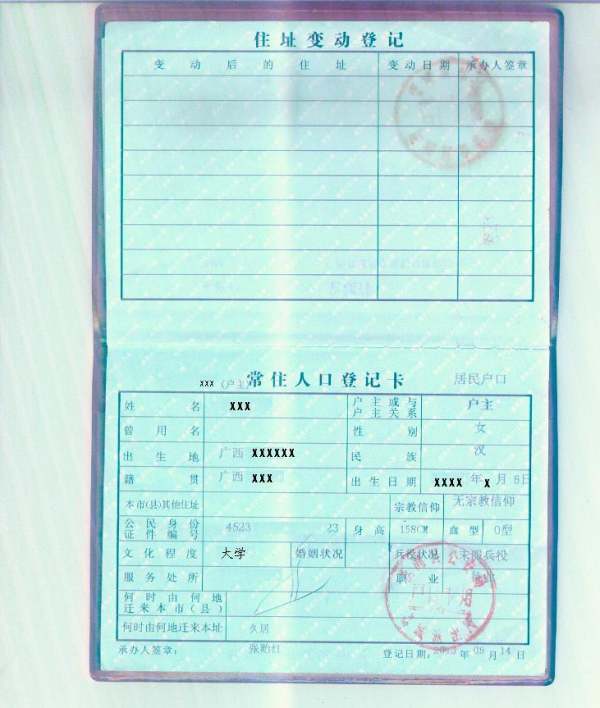 住址变动登记
变动后的住址 变动日期 承办人签章
xxx（户主） 常住人口登记卡 居民户口
姓名 xxx 户主或与户主关系 户主
曾用名 性别 女
出生地 广西 xxxxxx 民族 汉
籍贯 广西 xxx 出生日期 xxxx 年 x 月 8日
本市(县)其他住址 宗教信仰 无宗教信仰
公民身份证件编号 4523 23 身高 158CM 血型 O型
文化程度 大学 婚姻状况 兵役状况 未服兵役
服务处所 职业
何时由何地迁来本市(县)
何时由何地迁来本址 久居
承办人签章： 登记日期: 年 09 月 14 日